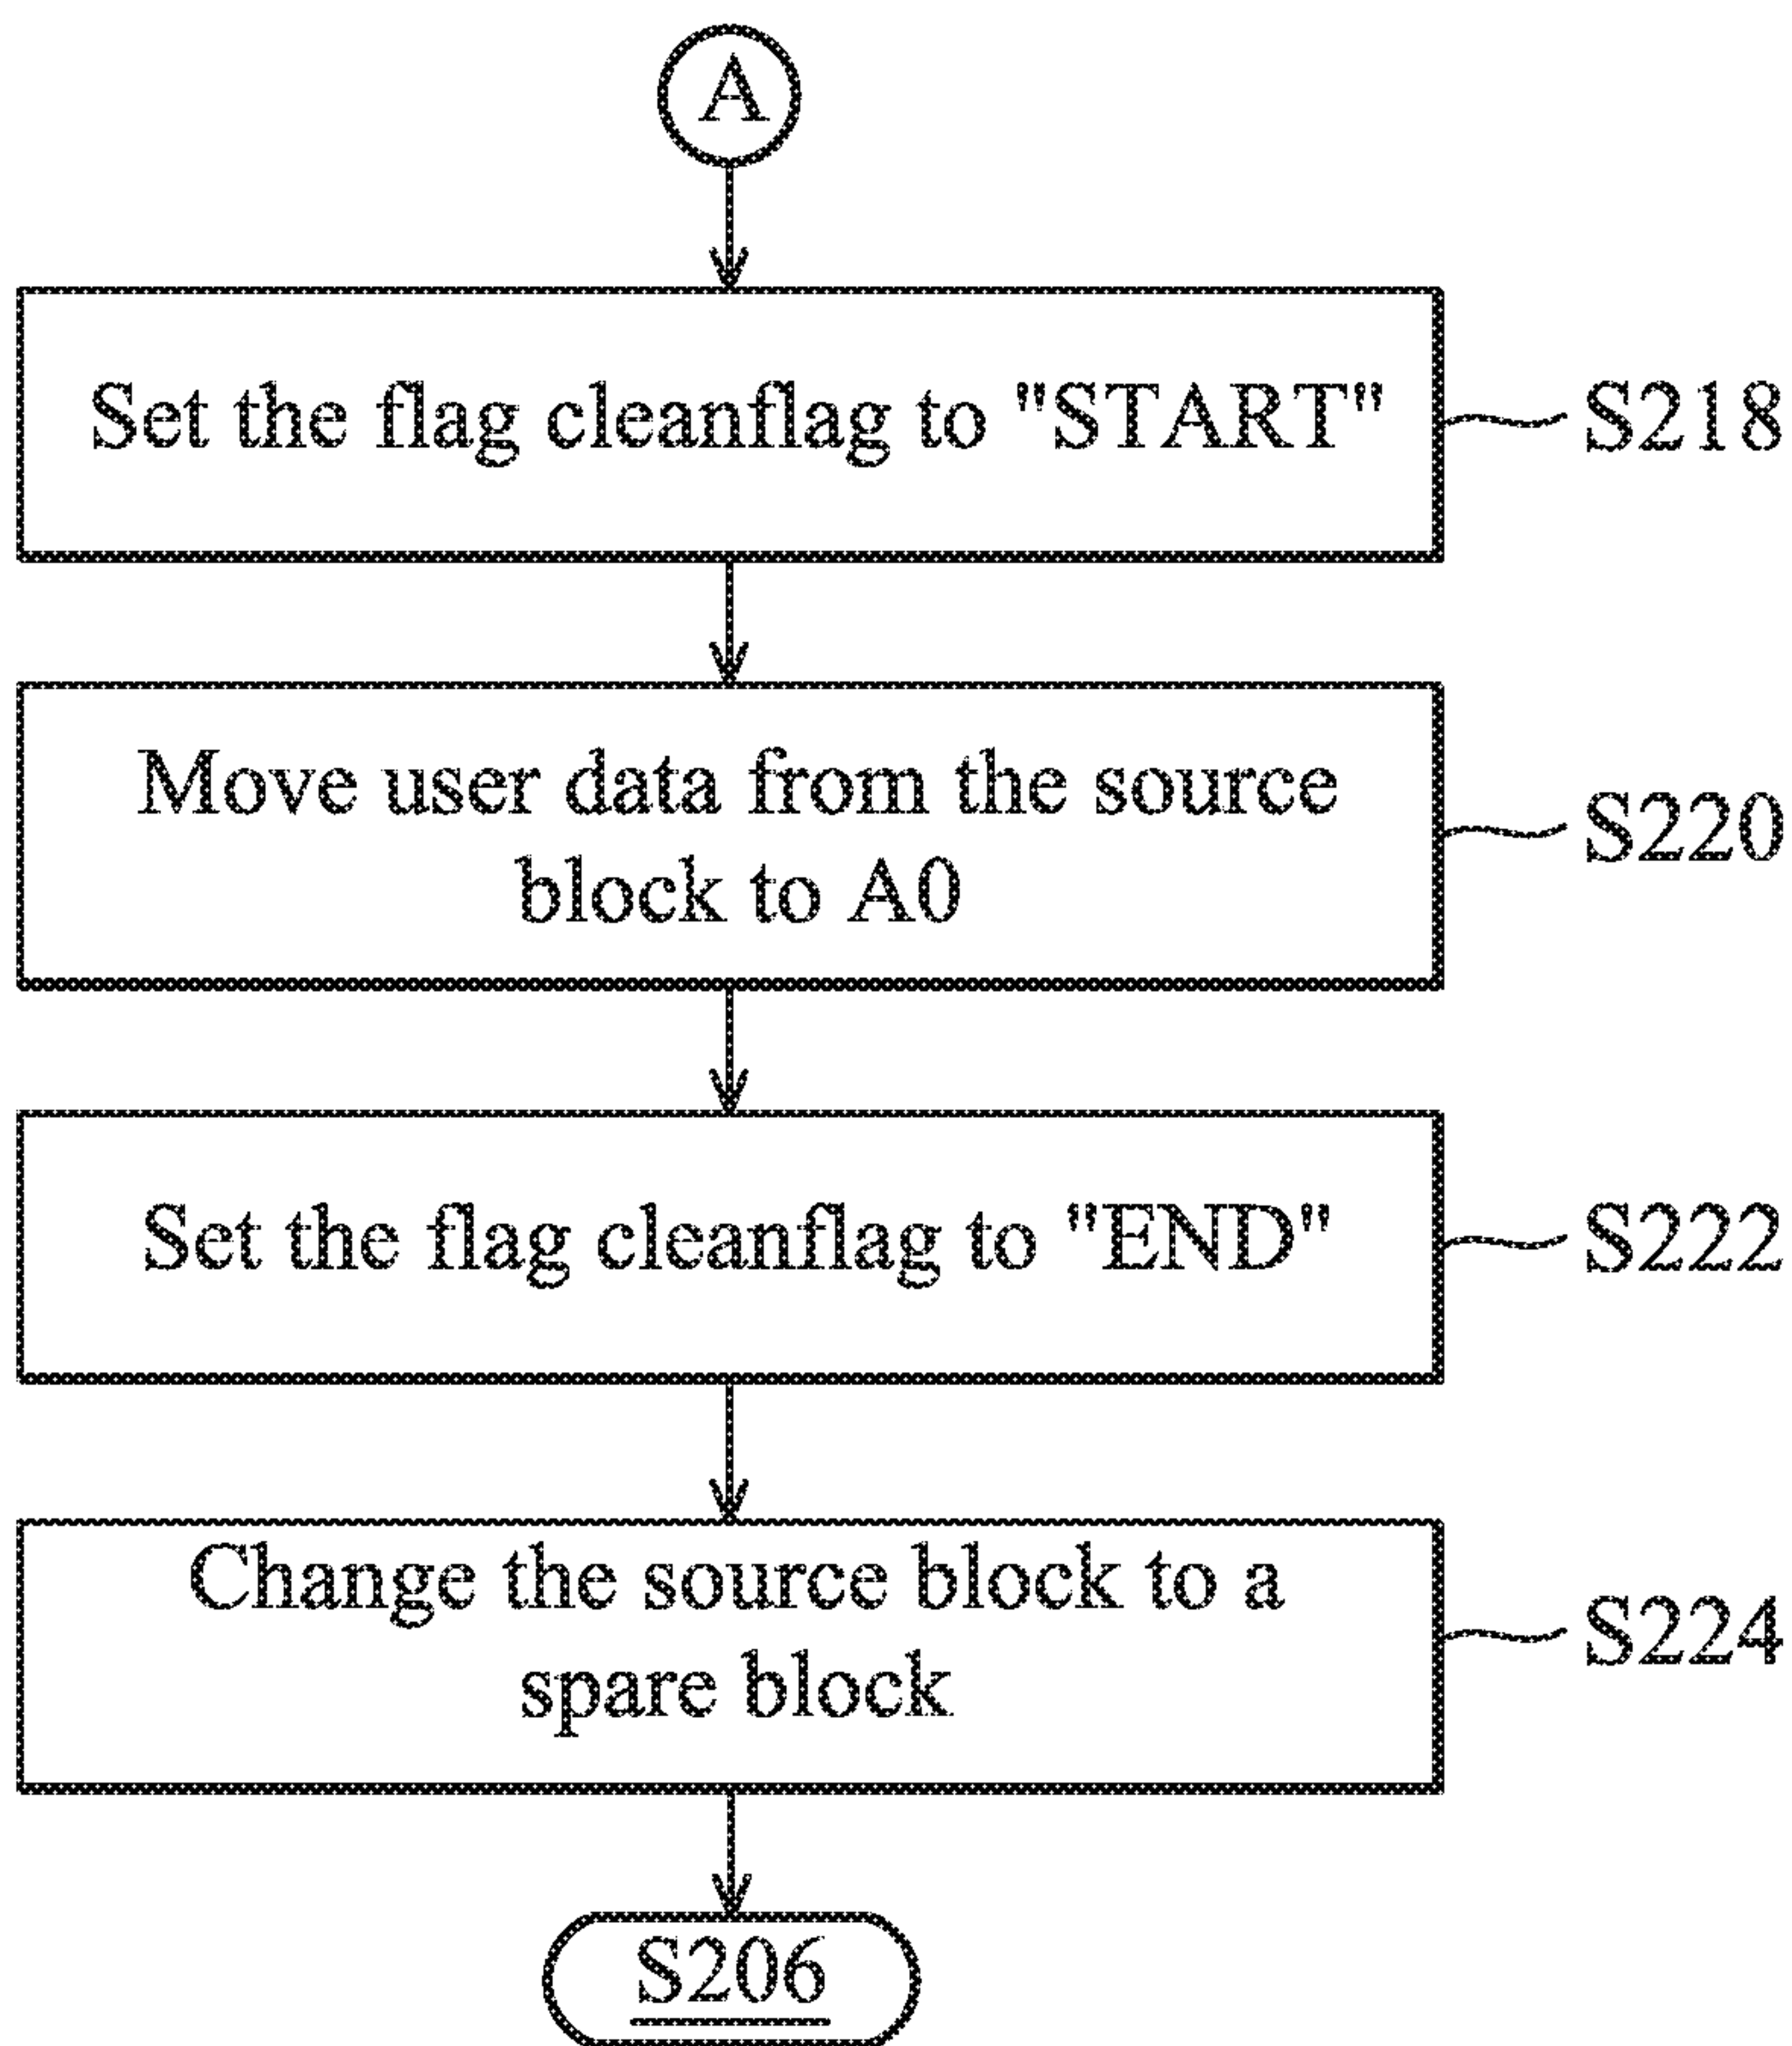 A
Set the flag cleanflag to "START"
S218
Move user data from the source
block to A0
S220
Set the flag cleanflag to "END"
S222
Change the source block to a
spare block
S224
S206